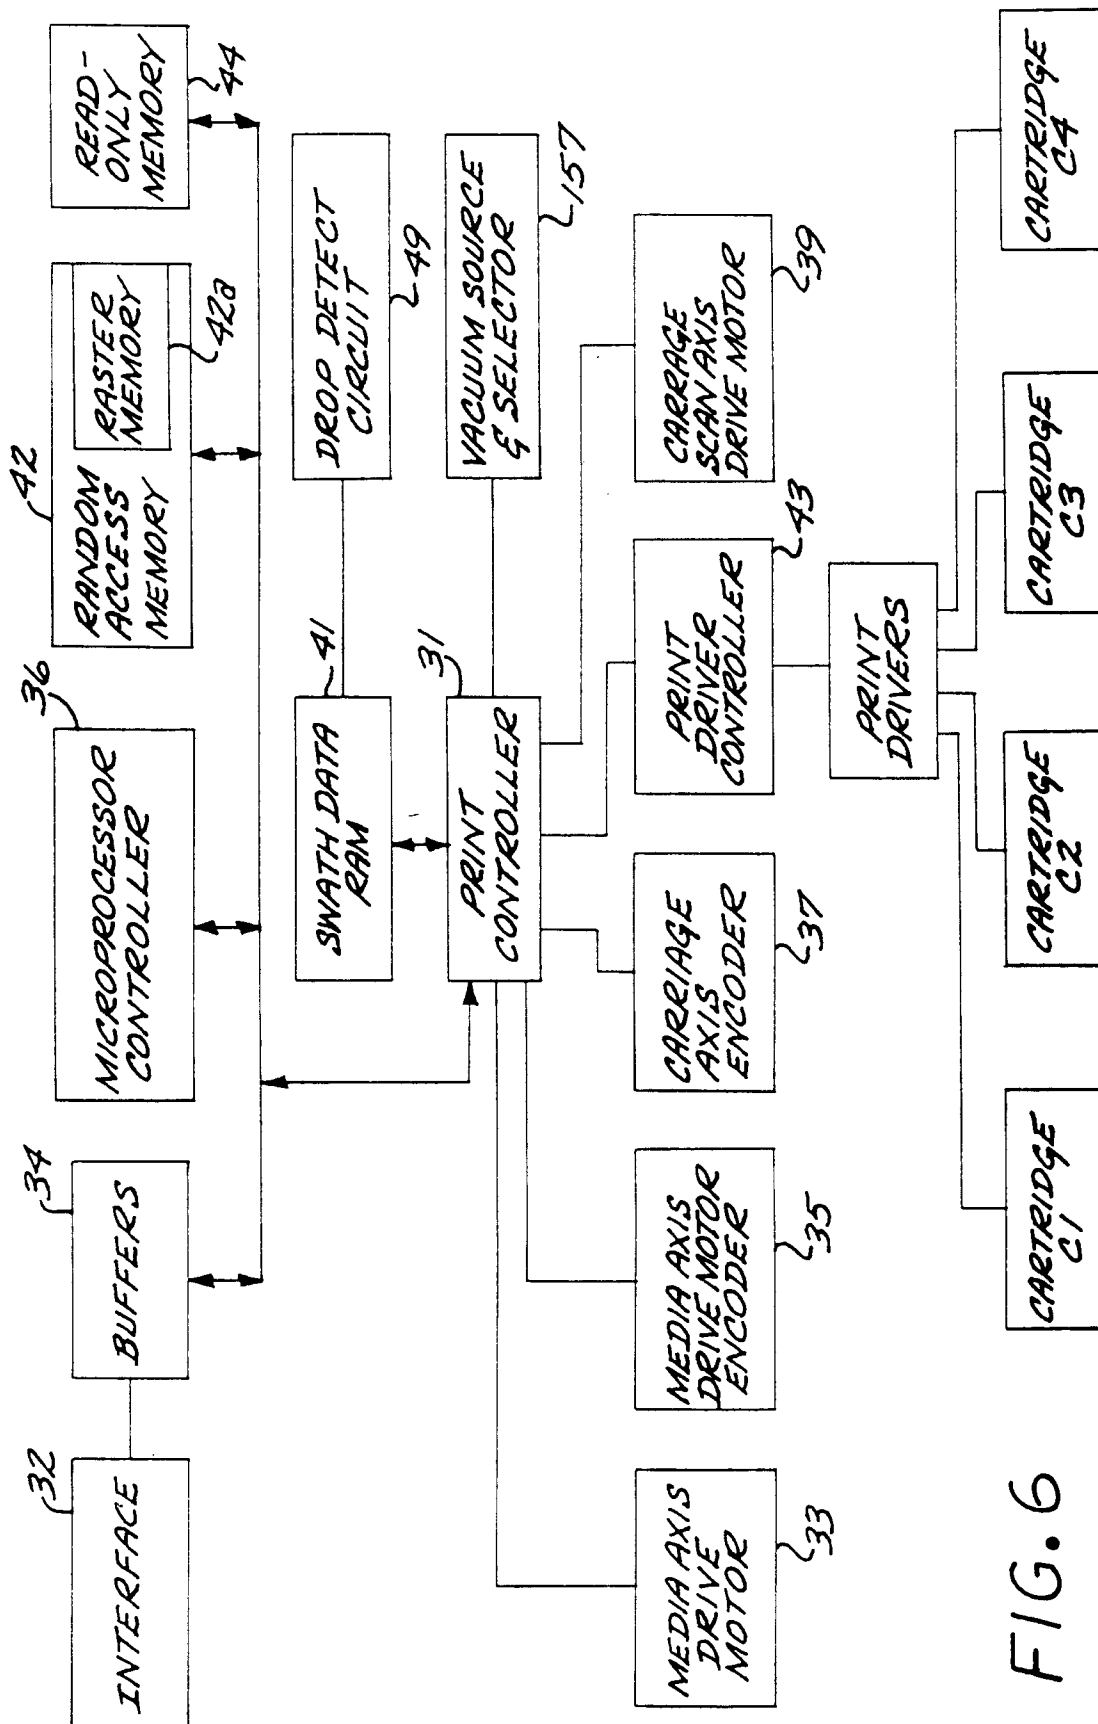 32
INTERFACE
34
BUFFERS
36
MICROPROCESSOR
CONTROLLER
42
RANDOM
ACCESS
MEMORY
RASTER
MEMORY
42a
READ-
ONLY
MEMORY
44
SWATH DATA
RAM
41
DROP DETECT
CIRCUIT
49
PRINT
CONTROLLER
31
VACUUM SOURCE
& SELECTOR
157
MEDIA AXIS
DRIVE
MOTOR
33
MEDIA AXIS
DRIVE MOTOR
ENCODER
35
CARRIAGE
AXIS
ENCODER
37
PRINT
DRIVER
CONTROLLER
43
CARRAGE
SCAN AXIS
DRIVE MOTOR
39
PRINT
DRIVERS
CARTRIDGE
C1
CARTRIDGE
C2
CARTRIDGE
C3
CARTRIDGE
C4
FIG. 6